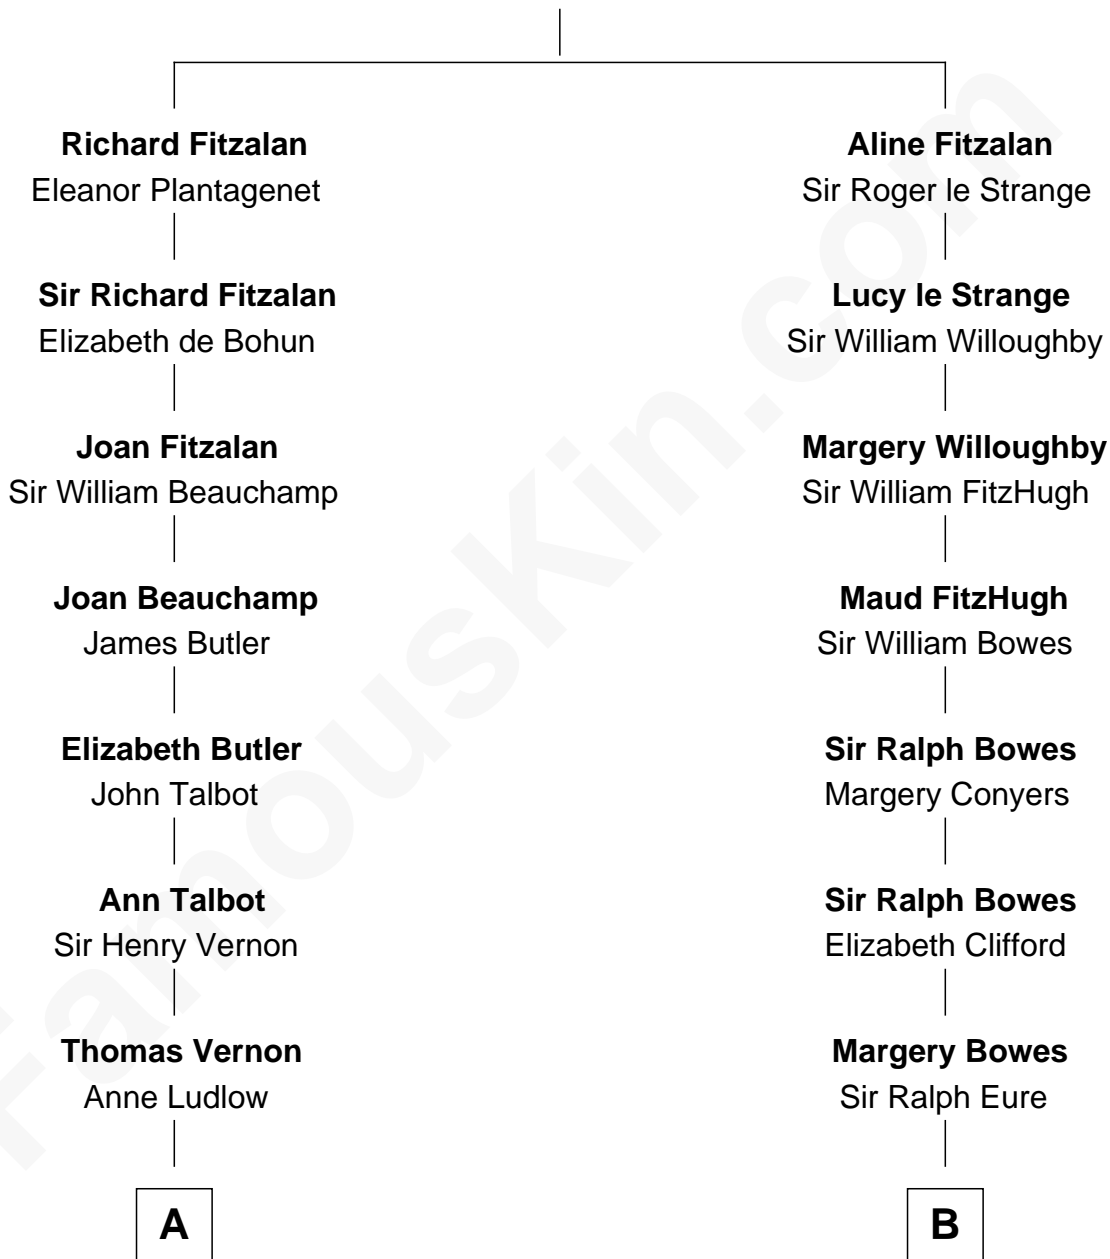 Richard Fitzalan
Eleanor Plantagenet
Sir Richard Fitzalan
Elizabeth de Bohun
Joan Fitzalan
Sir William Beauchamp
Joan Beauchamp
James Butler
Elizabeth Butler
John Talbot
Ann Talbot
Sir Henry Vernon
Thomas Vernon
Anne Ludlow
A
Aline Fitzalan
Sir Roger le Strange
Lucy le Strange
Sir William Willoughby
Margery Willoughby
Sir William FitzHugh
Maud FitzHugh
Sir William Bowes
Sir Ralph Bowes
Margery Conyers
Sir Ralph Bowes
Elizabeth Clifford
Margery Bowes
Sir Ralph Eure
B
FamousKin.com